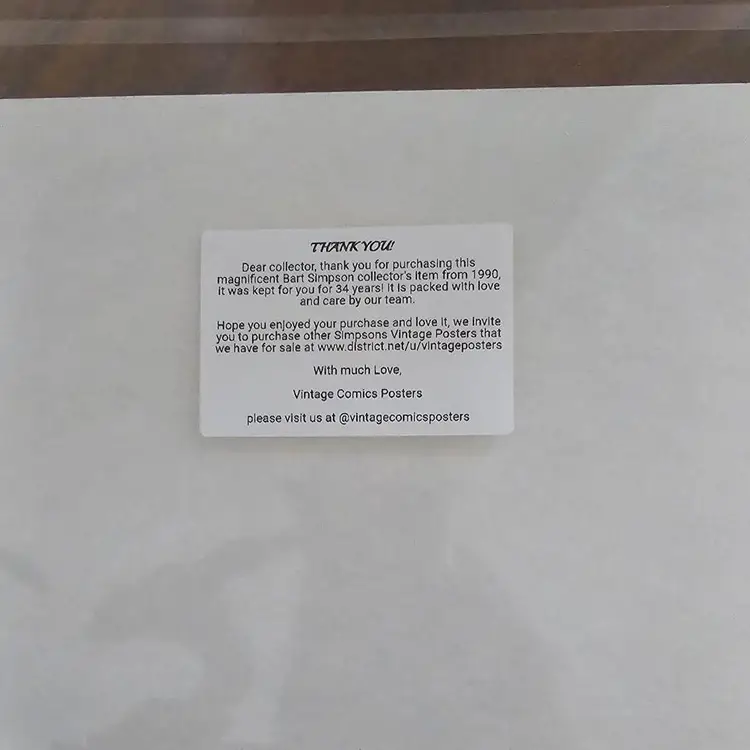 THANK YOU!
Dear collector, thank you for purchasing this
magnificent Bart Simpson collector's item from 1990,
it was kept for you for 34 years! It is packed with love
and care by our team.
Hope you enjoyed your purchase and love it, we invite
you to purchase other Simpsons Vintage Posters that
we have for sale at www.district.net/u/vintageposters
With much Love,
Vintage Comics Posters
please visit us at @vintagecomicsposters